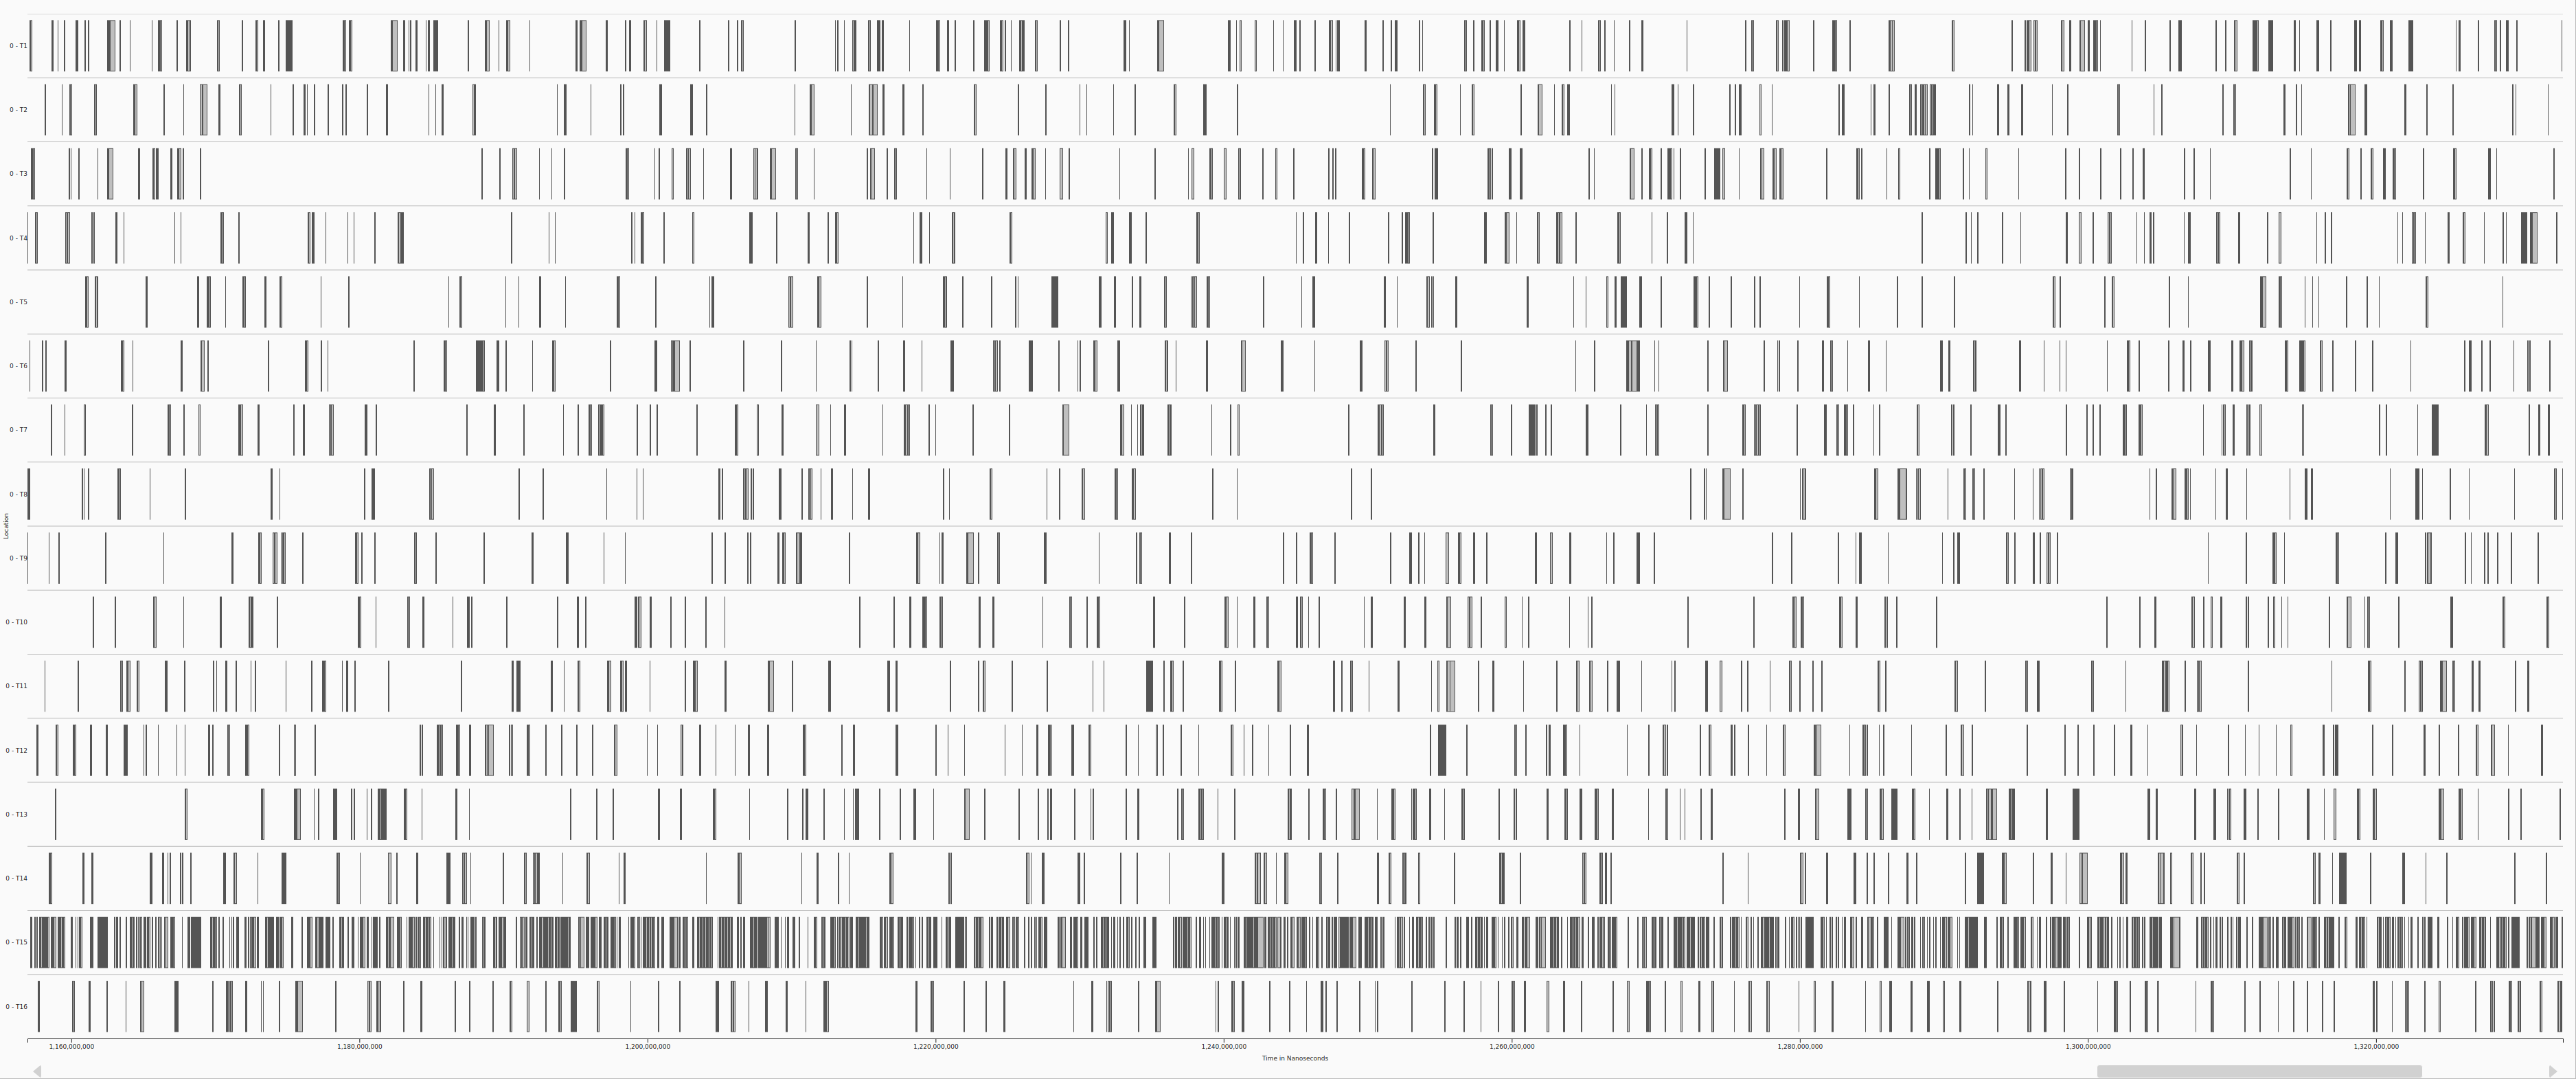 0 - T1
0 - T2
0 - T3
0 - T4
0 - T5
0 - T6
0 - T7
0 - T8
Location
0 - T9
0 - T10
0 - T11
0 - T12
0 - T13
0 - T14
0 - T15
0 - T16
1,160,000,000 1,180,000,000 1,200,000,000 1,220,000,000 1,240,000,000 1,260,000,000 1,280,000,000 1,300,000,000 1,320,000,000
Time in Nanoseconds